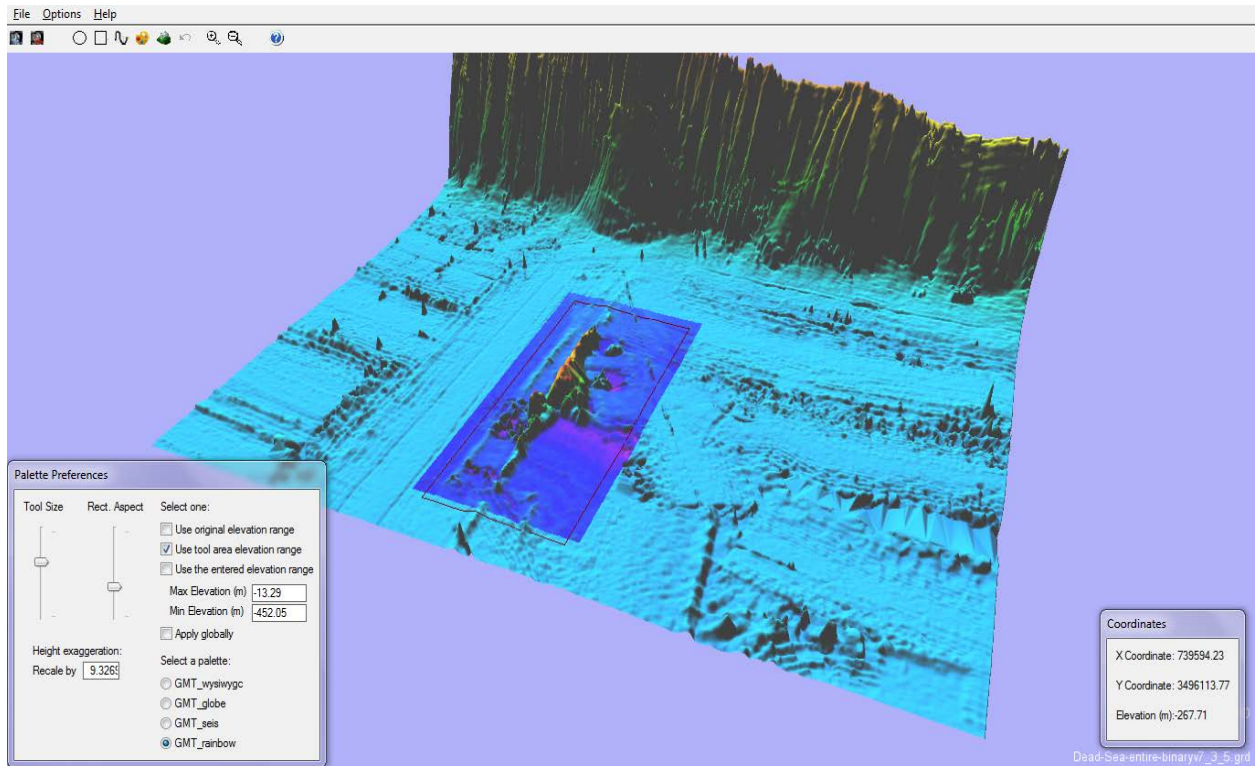 File Options Help
Palette Preferences
Tool Size Rect. Aspect Select one:
Use original elevation range
Use tool area elevation range
Use the entered elevation range
Max Elevation (m) -13.29
Min Elevation (m) -452.05
Apply globally
Height exaggeration:
Recale by 9.3269
Select a palette:
GMT_wysiwygc
GMT_globe
GMT_seis
GMT_rainbow
Coordinates
X Coordinate: 739594.23
Y Coordinate: 3496113.77
Elevation (m):-267.71
Dead-Sea-entire-binaryv7_3_5.grd